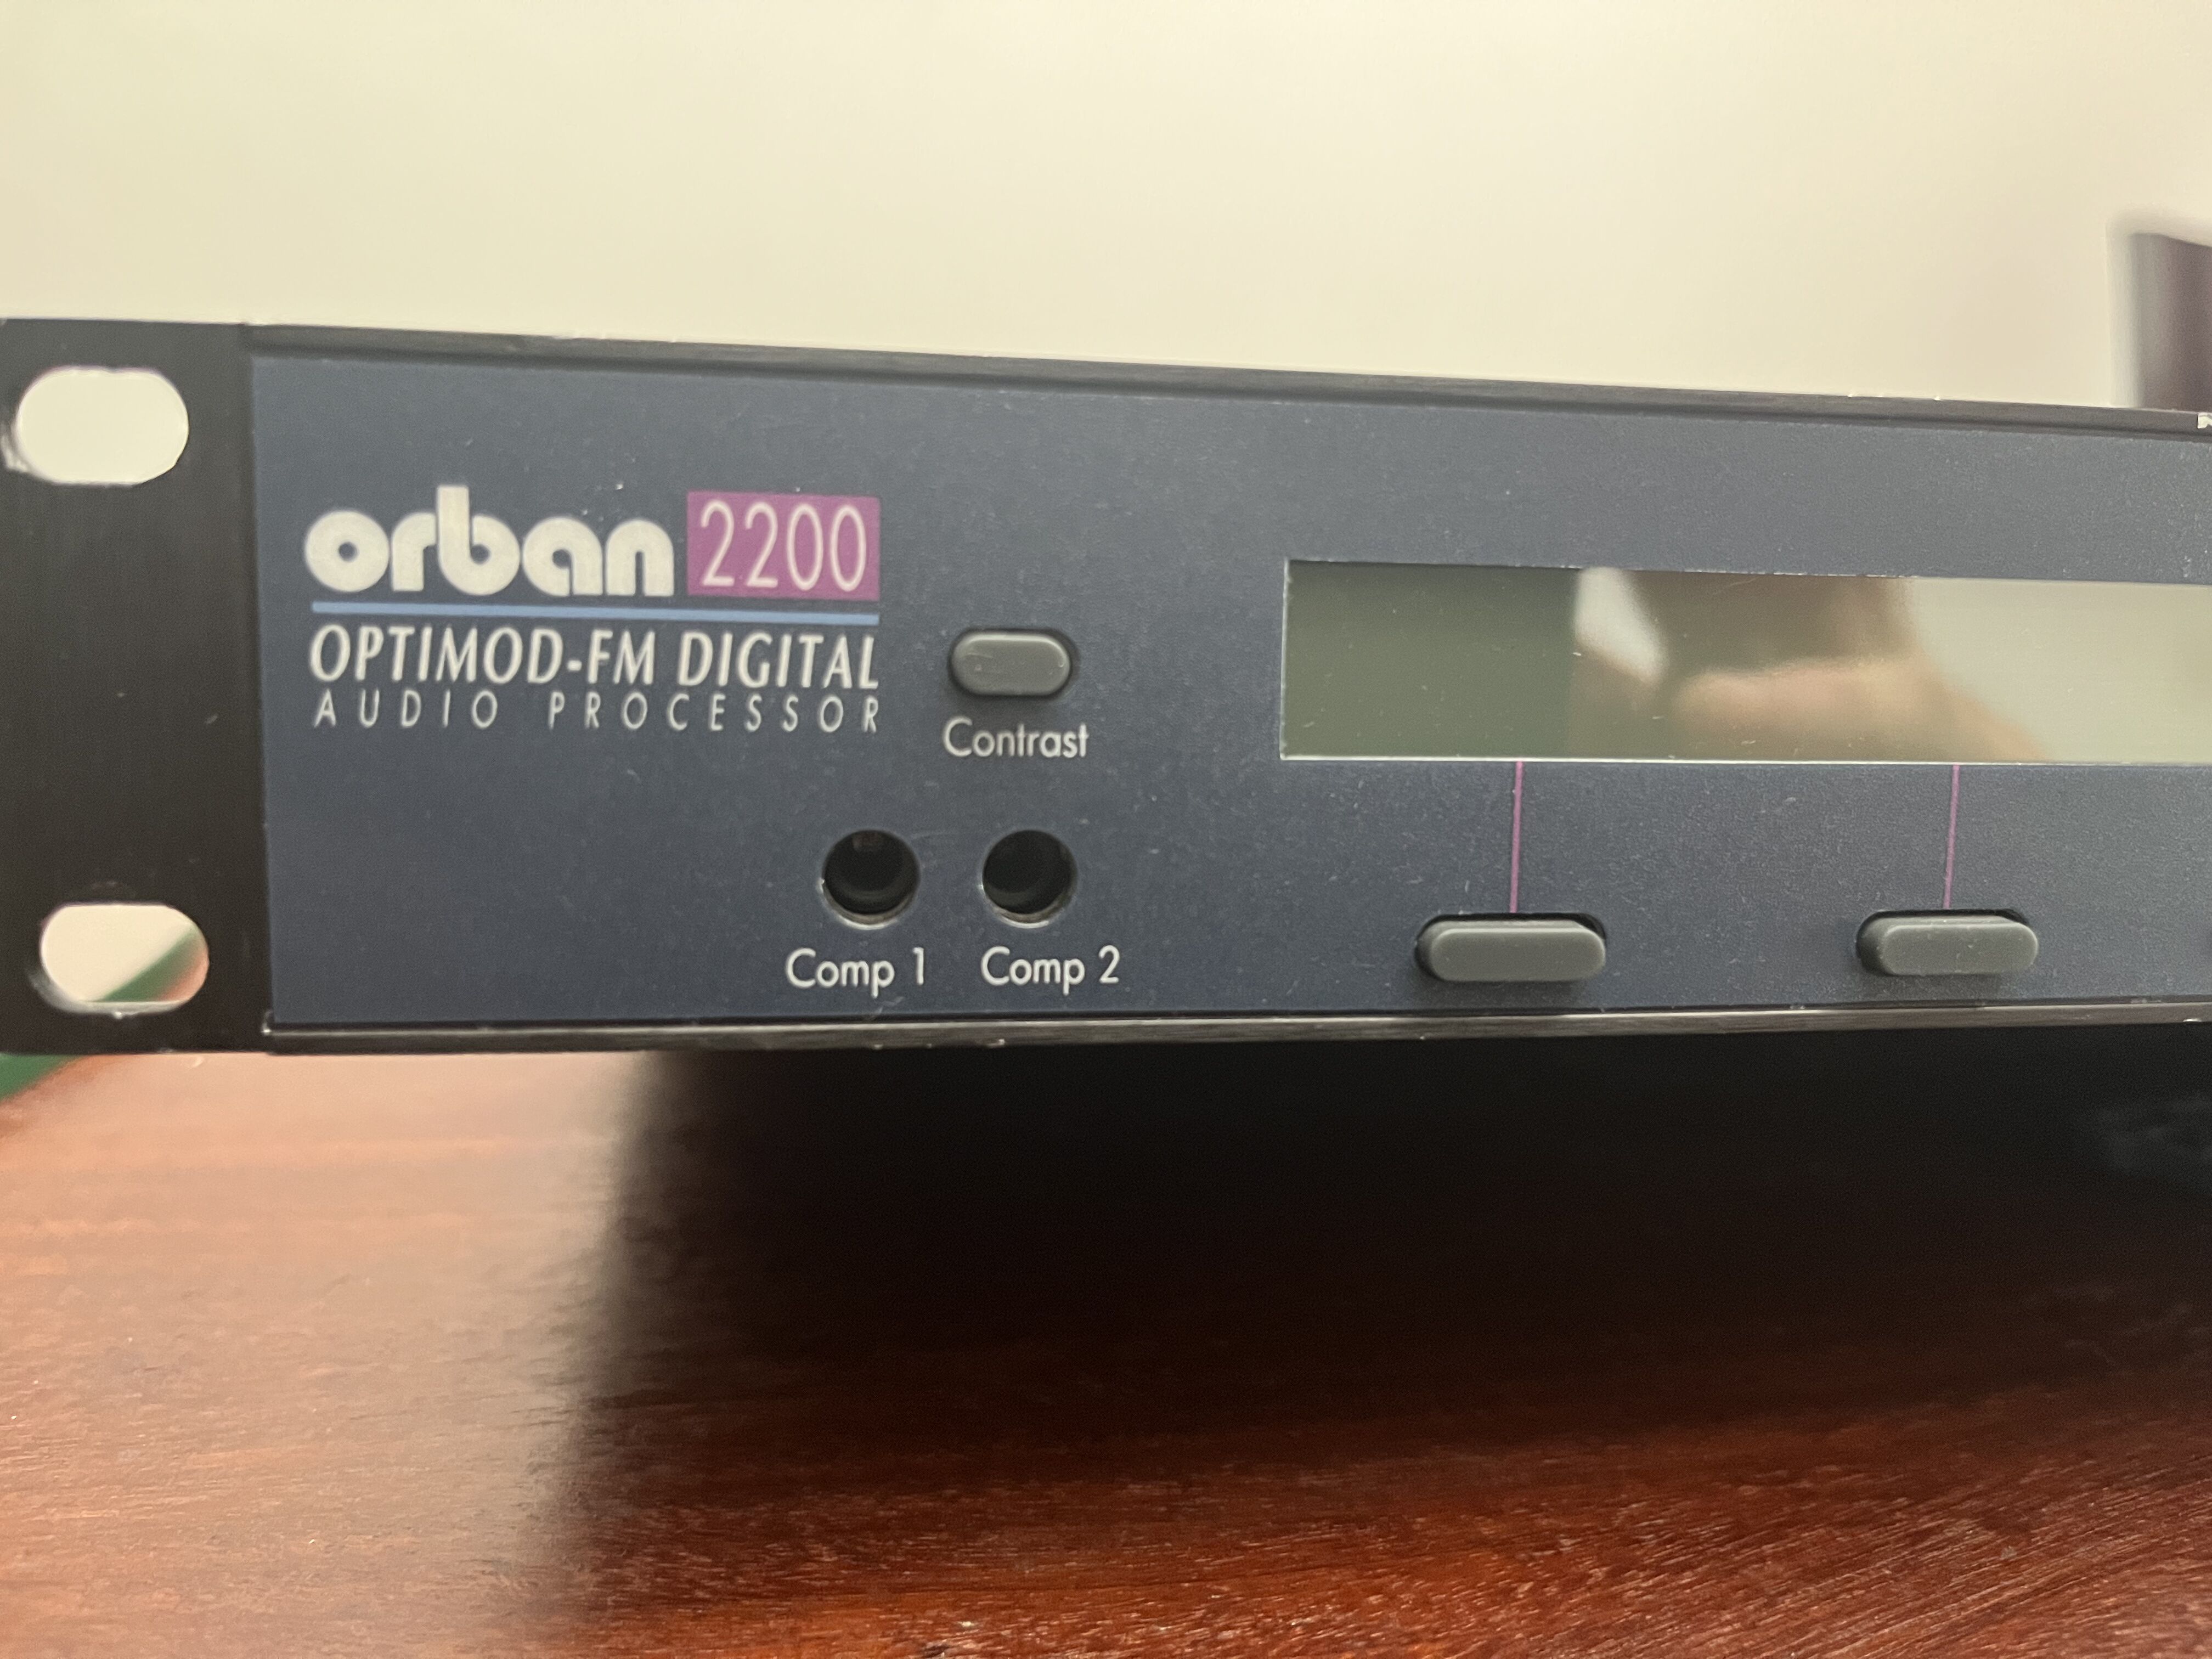 orban 2200
OPTIMOD-FM DIGITAL
AUDIO PROCESSOR
Contrast
Comp 1 Comp 2